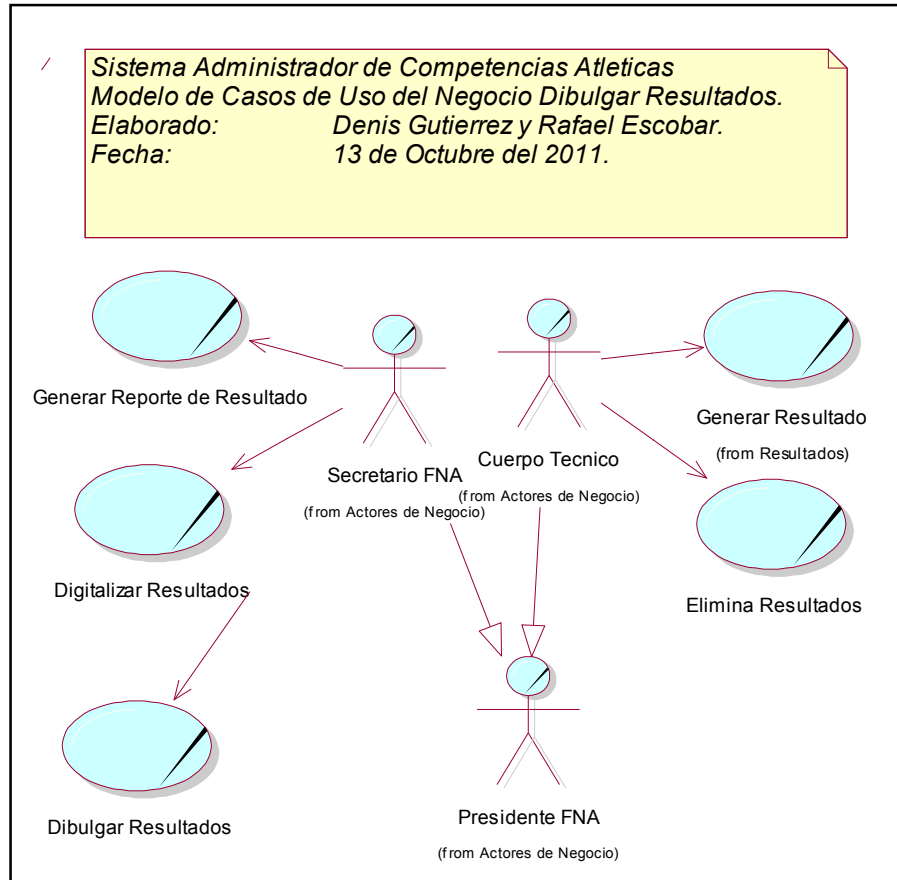 Sistema Administrador de Competencias Atleticas
Modelo de Casos de Uso del Negocio Dibulgar Resultados.
Elaborado: Denis Gutierrez y Rafael Escobar.
Fecha: 13 de Octubre del 2011.
Generar Reporte de Resultado
Secretario FNA
(from Actores de Negocio)
Cuerpo Tecnico
(from Actores de Negocio)
Generar Resultado
(from Resultados)
Digitalizar Resultados
Elimina Resultados
Dibulgar Resultados
Presidente FNA
(from Actores de Negocio)